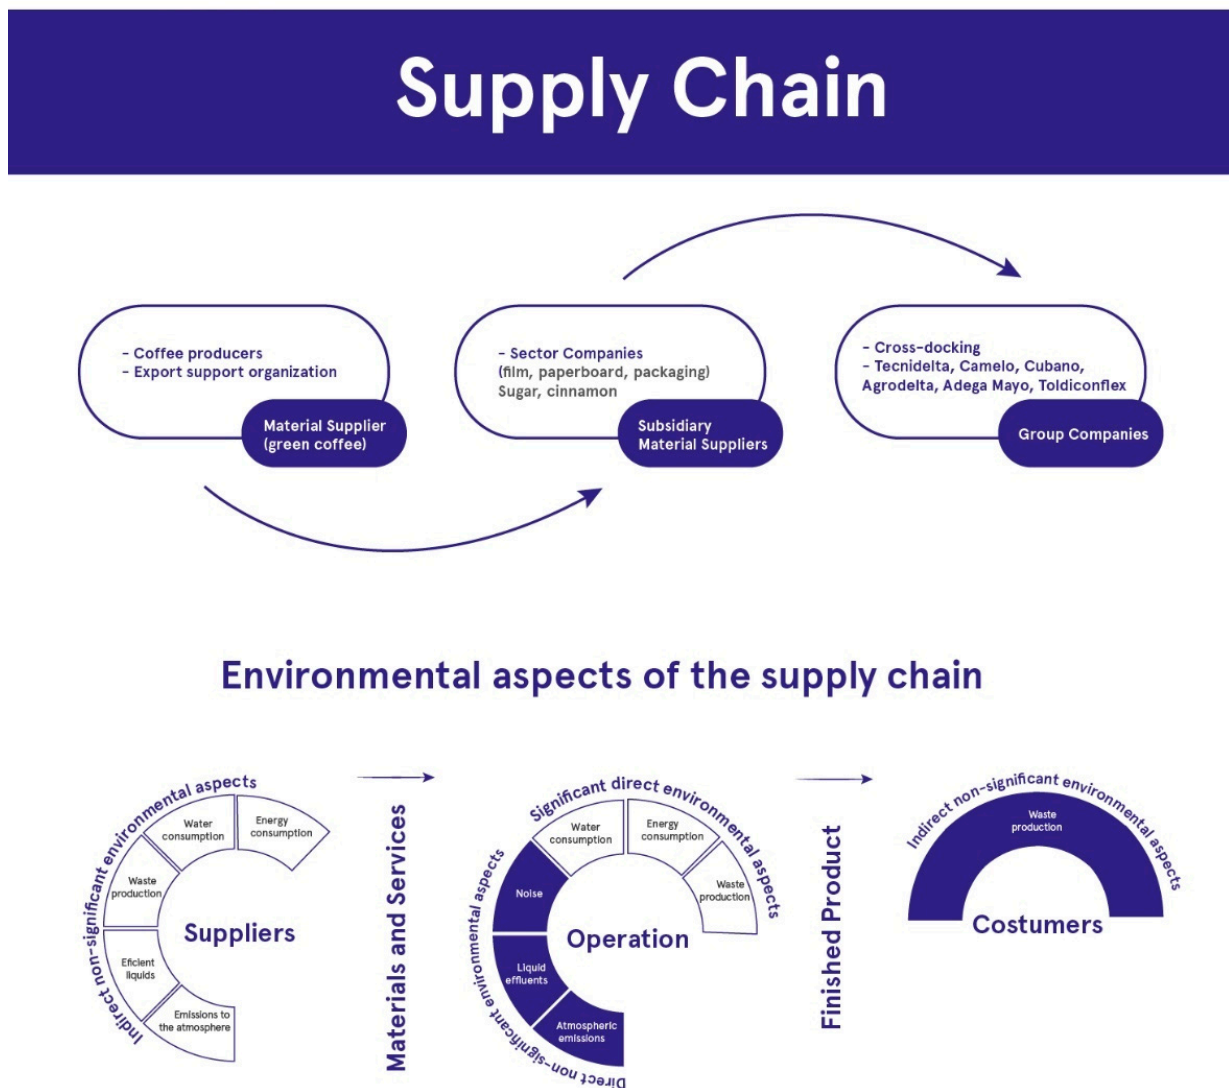 Supply Chain
- Coffee producers
- Export support organization
Material Supplier
(green coffee)
- Sector Companies
(film, paperboard, packaging)
Sugar, cinnamon
Subsidiary
Material Suppliers
- Cross-docking
- Tecnidelta, Camelo, Cubano,
Agrodelta, Adega Mayo, Toldiconflex
Group Companies
Environmental aspects of the supply chain
Indirect non-significant environmental aspects
Energy
consumption
Water
consumption
Waste
production
Eficient
liquids
Emissions to
the atmosphere
Suppliers
Materials and Services
Significant direct environmental aspects
Water
consumption
Energy
consumption
Waste
production
Direct non-significant environmental aspects
Noise
Liquid
effluents
Atmospheric
emissions
Operation
Finished Product
Indirect non-significant environmental aspects
Waste
production
Costumers